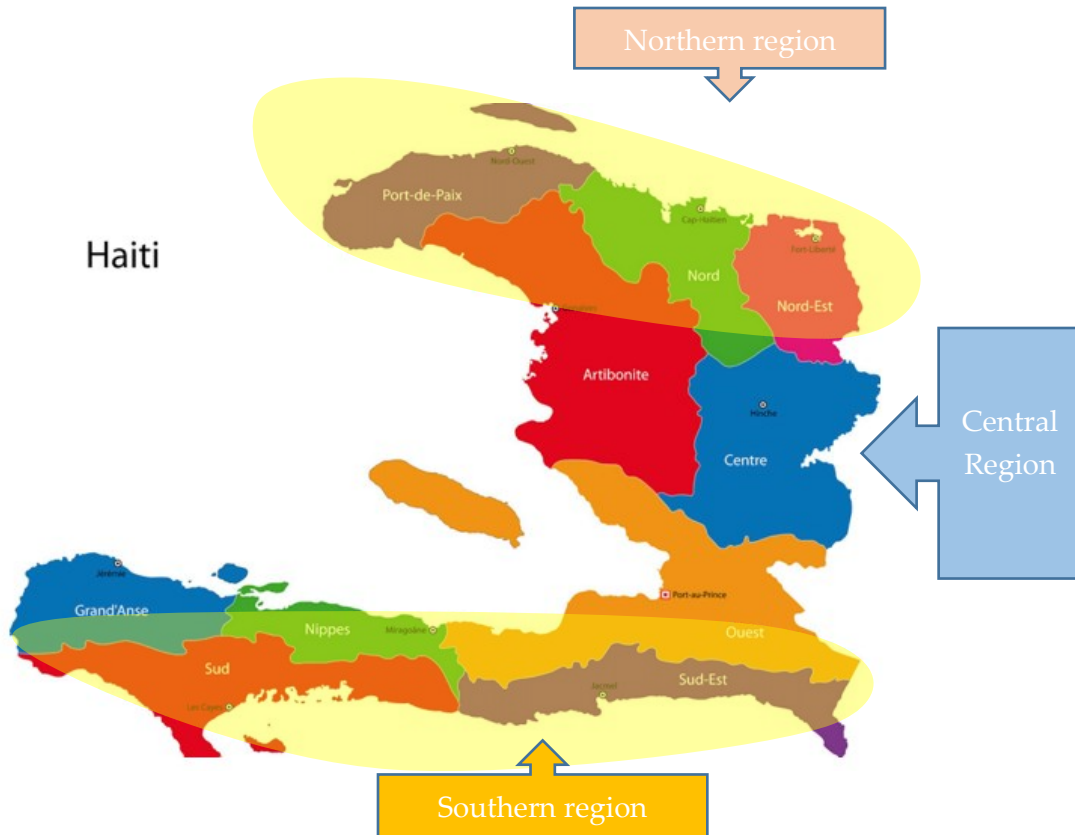 Northern region
Nord-Ouest
Port-de-Paix
Cap-Haïtien
Fort-Liberté
Haiti
Nord
Nord-Est
Gonaïves
Artibonite
Hinche
Central
Region
Centre
Jérémie
Port-au-Prince
Grand'Anse
Nippes
Miragoâne
Ouest
Sud
Sud-Est
Jacmel
Les Cayes
Southern region